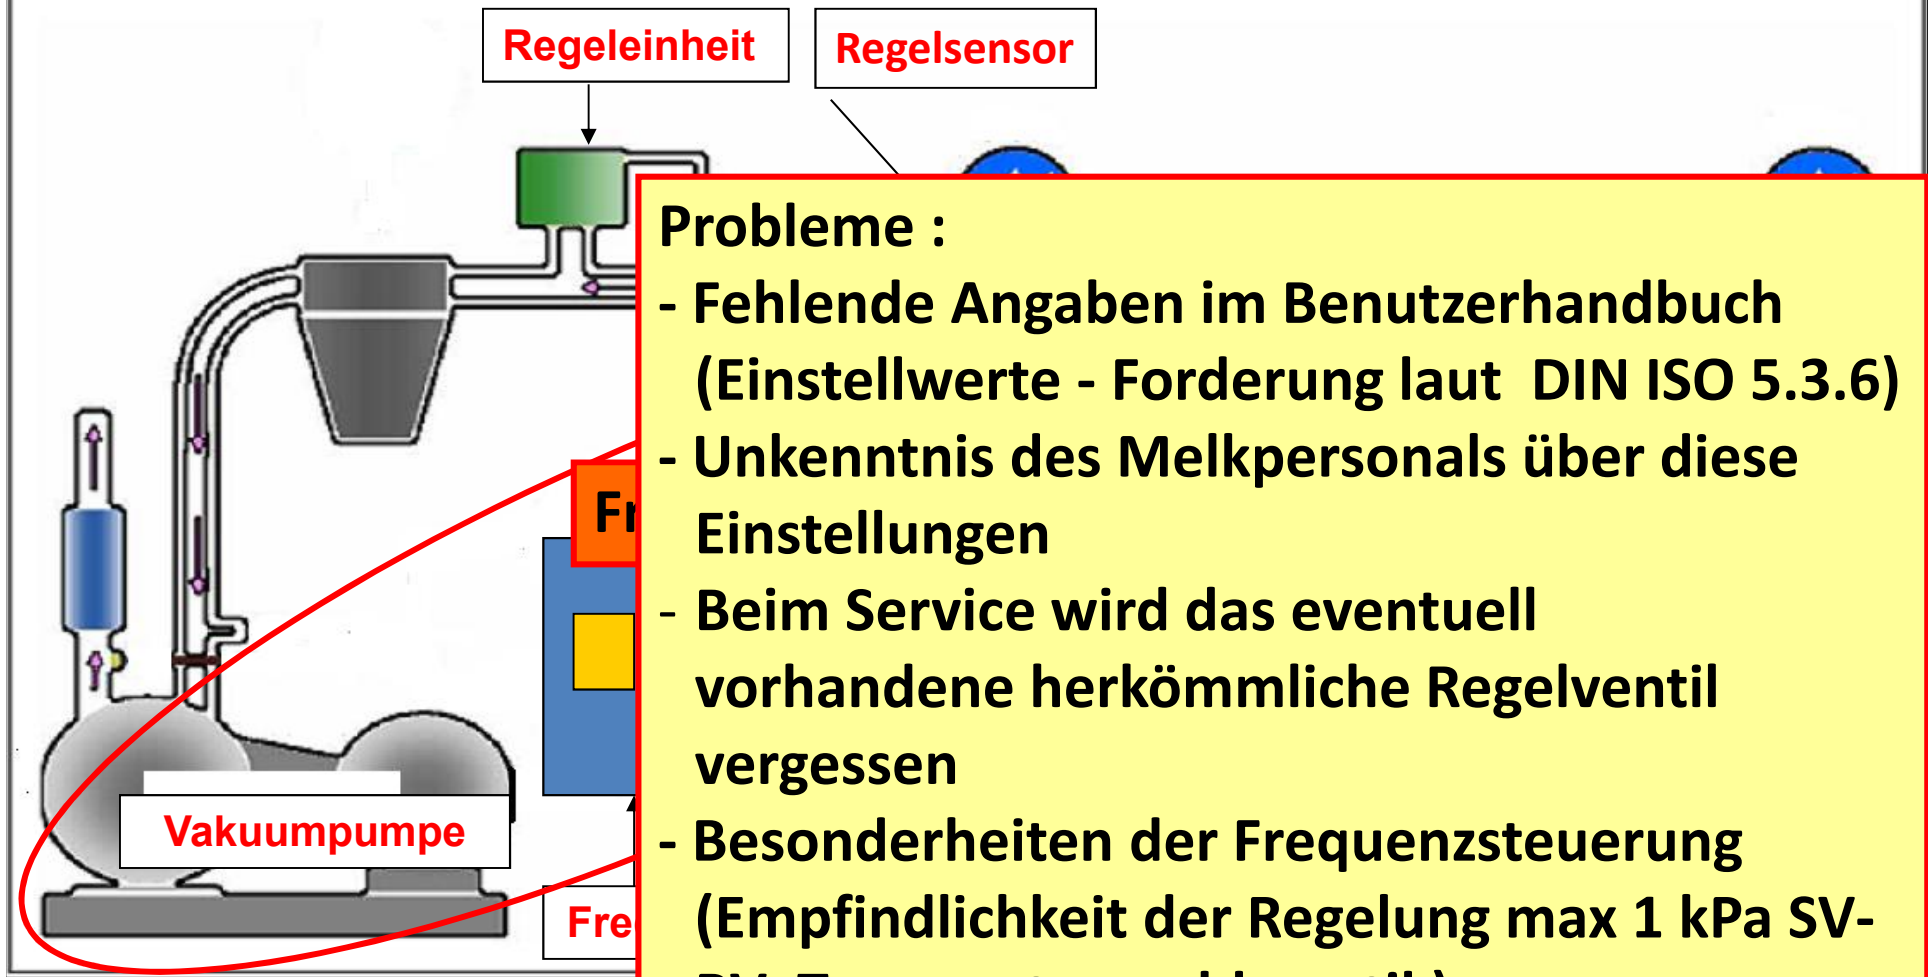 Regeleinheit
Regelsensor
Probleme :
- Fehlende Angaben im Benutzerhandbuch
(Einstellwerte - Forderung laut DIN ISO 5.3.6)
- Unkenntnis des Melkpersonals über diese
Einstellungen
- Beim Service wird das eventuell
vorhandene herkömmliche Regelventil
vergessen
- Besonderheiten der Frequenzsteuerung
(Empfindlichkeit der Regelung max 1 kPa SV-
Vakuumpumpe